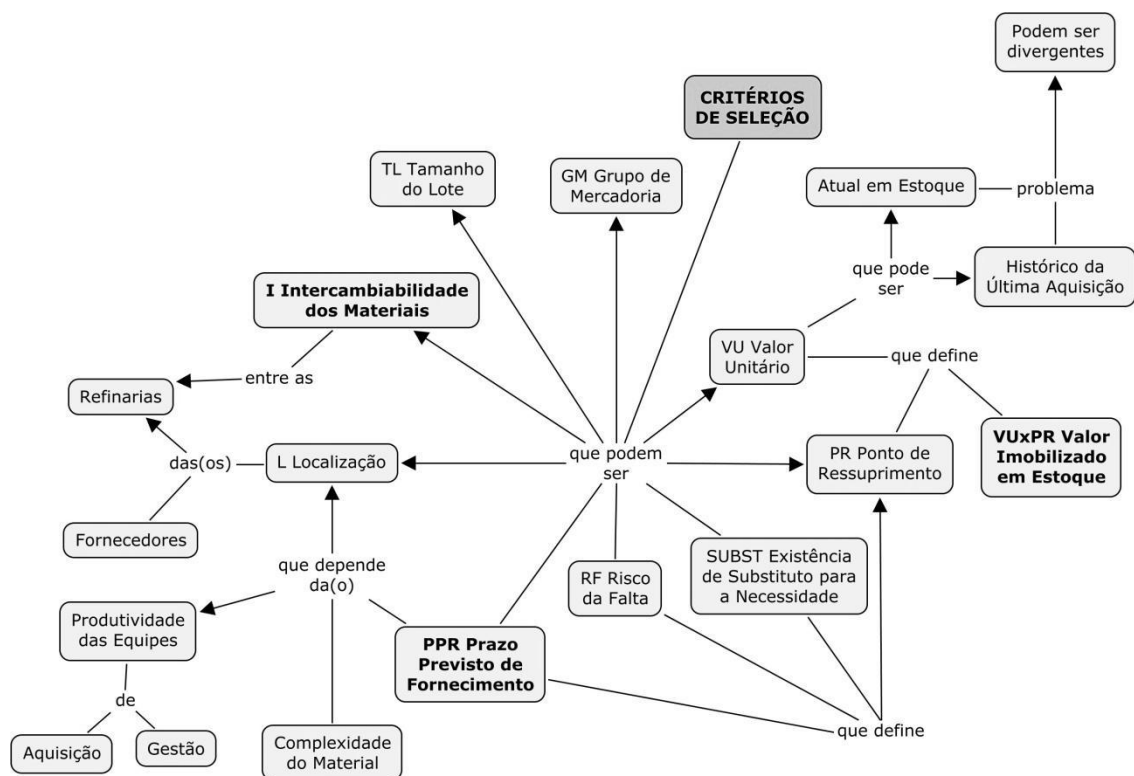 Podem ser
divergentes
CRITÉRIOS
DE SELEÇÃO
TL Tamanho
do Lote
GM Grupo de
Mercadoria
Atual em Estoque
problema
I Intercambiabilidade
dos Materiais
que pode
ser
Histórico da
Última Aquisição
VU Valor
Unitário
que define
entre as
Refinarias
das(os)
L Localização
que podem
ser
PR Ponto de
Ressuprimento
VUxPR Valor
Imobilizado
em Estoque
Fornecedores
que depende
da(o)
RF Risco
da Falta
SUBST Existência
de Substituto para
a Necessidade
Produtividade
das Equipes
PPR Prazo
Previsto de
Fornecimento
de
que define
Aquisição
Gestão
Complexidade
do Material